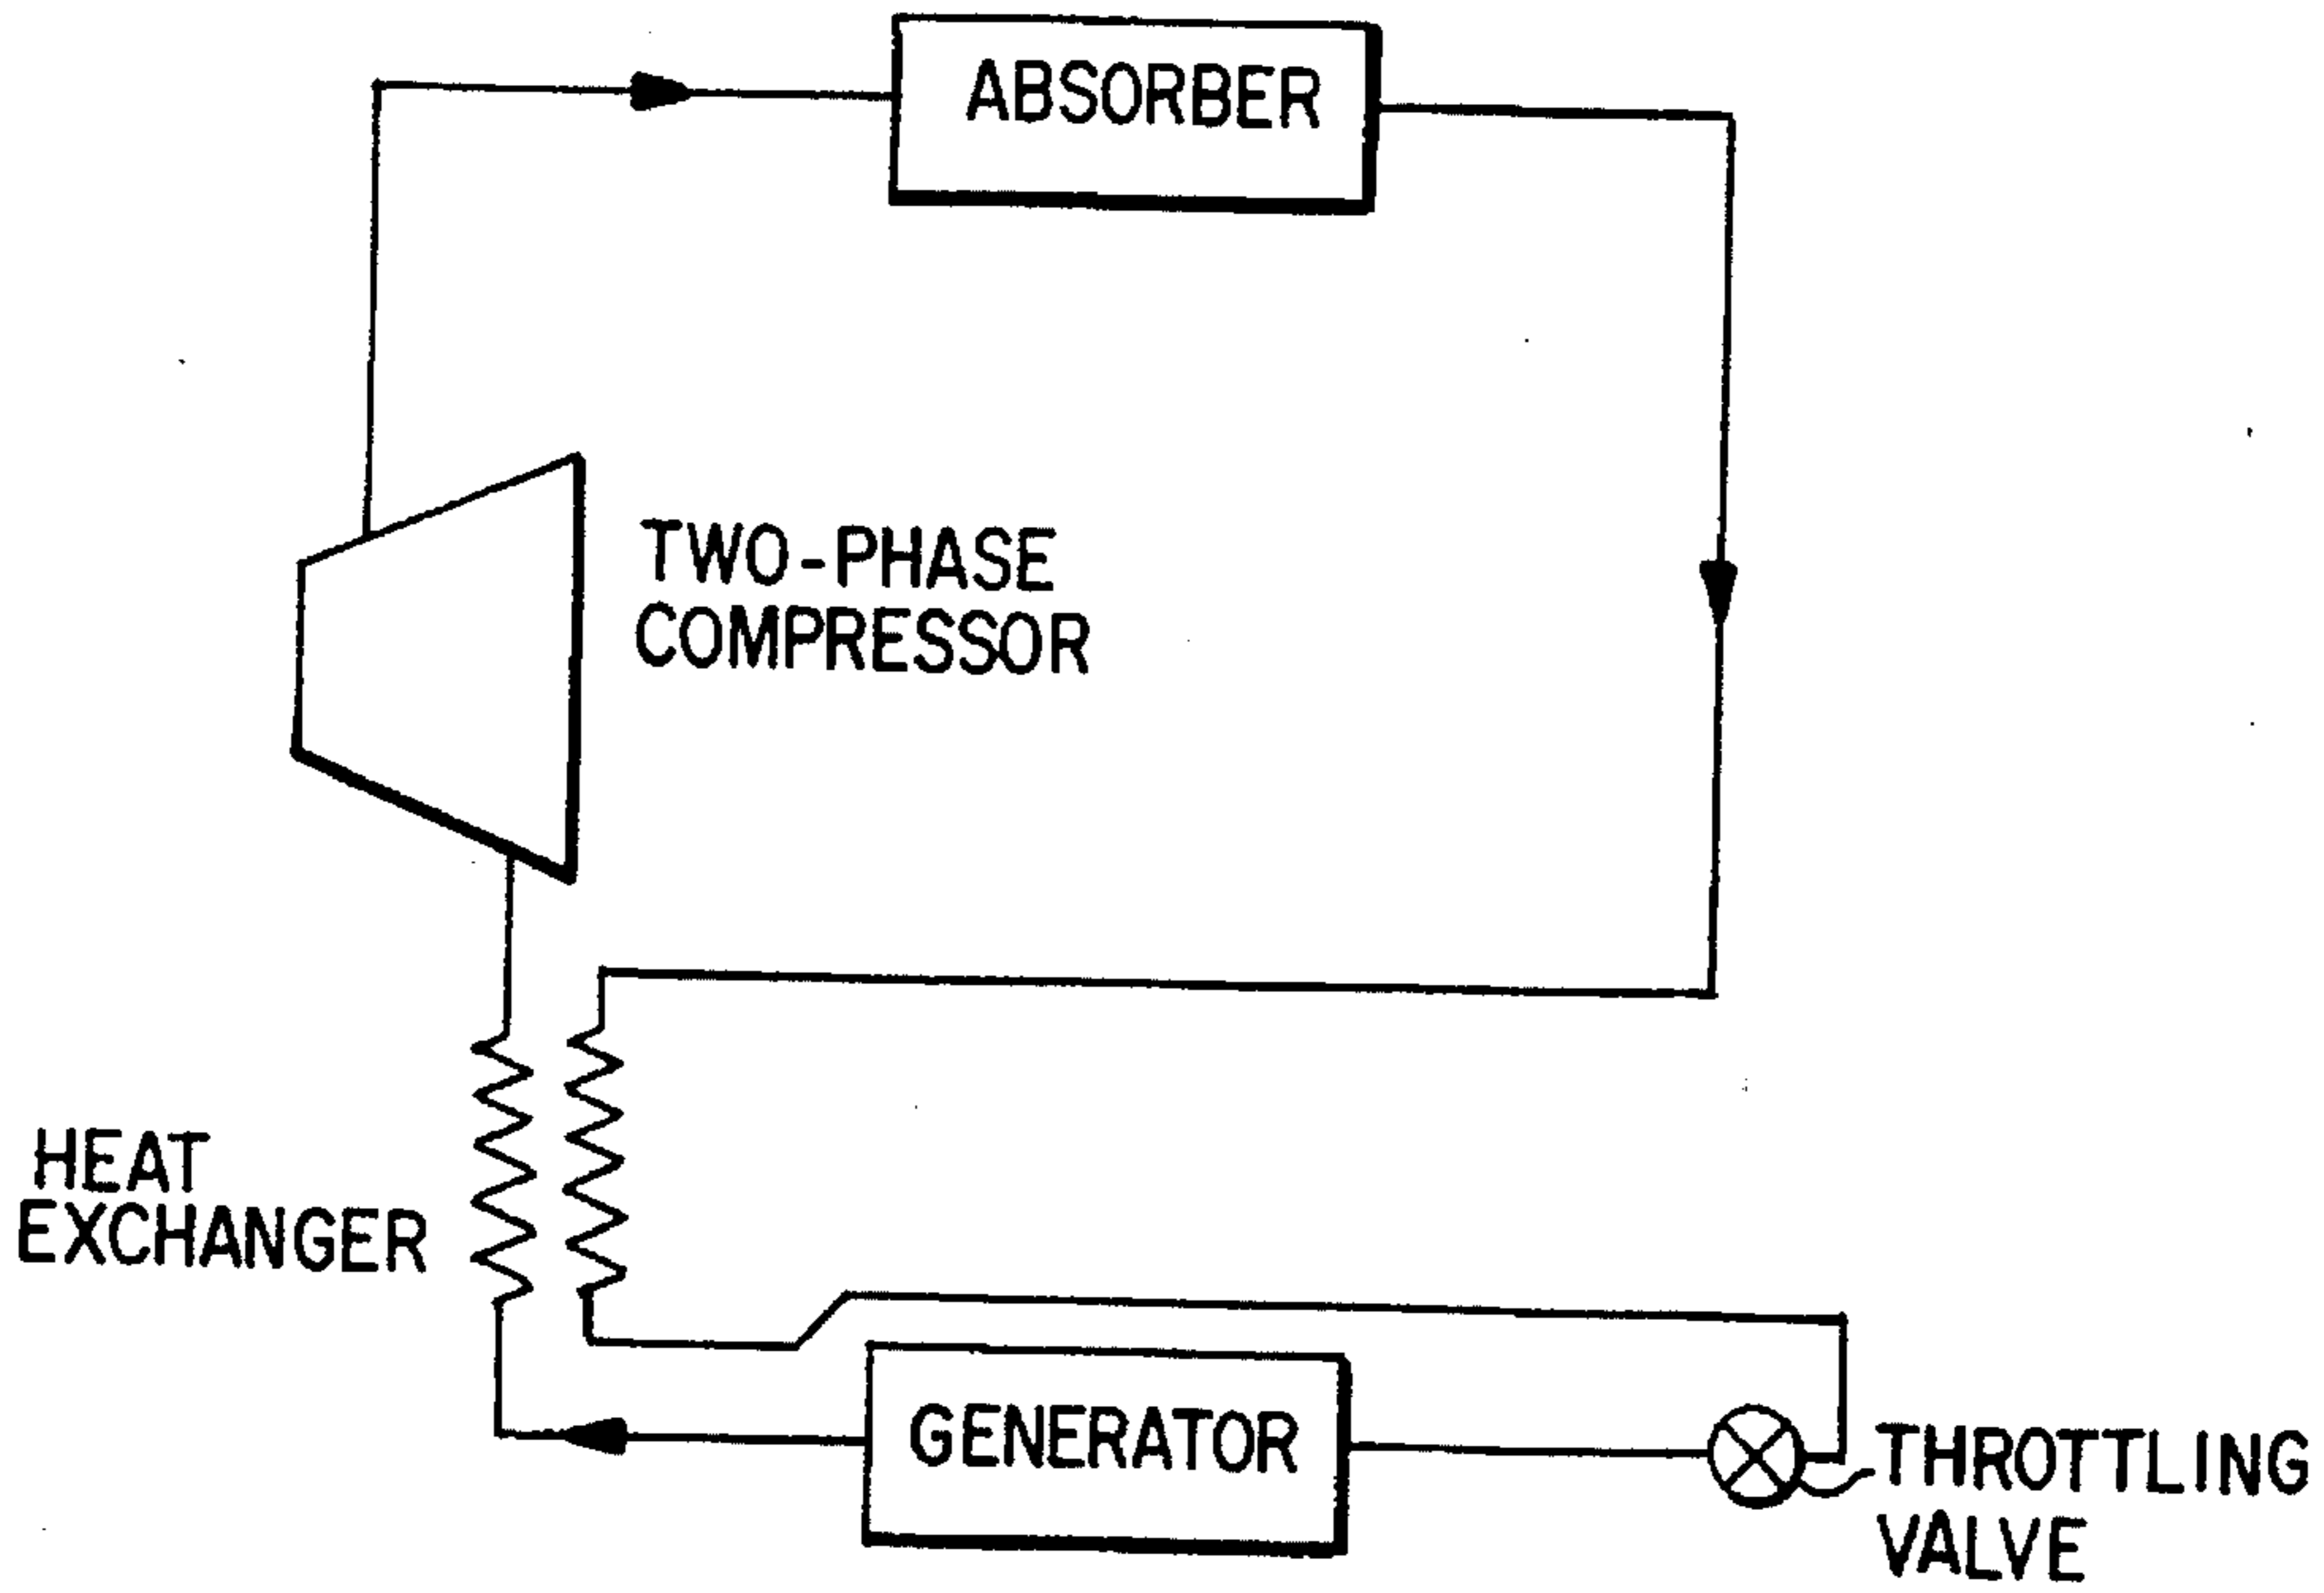 ABSORBER
TWO-PHASE
COMPRESSOR
HEAT
EXCHANGER
GENERATOR
THROTTLING
VALVE